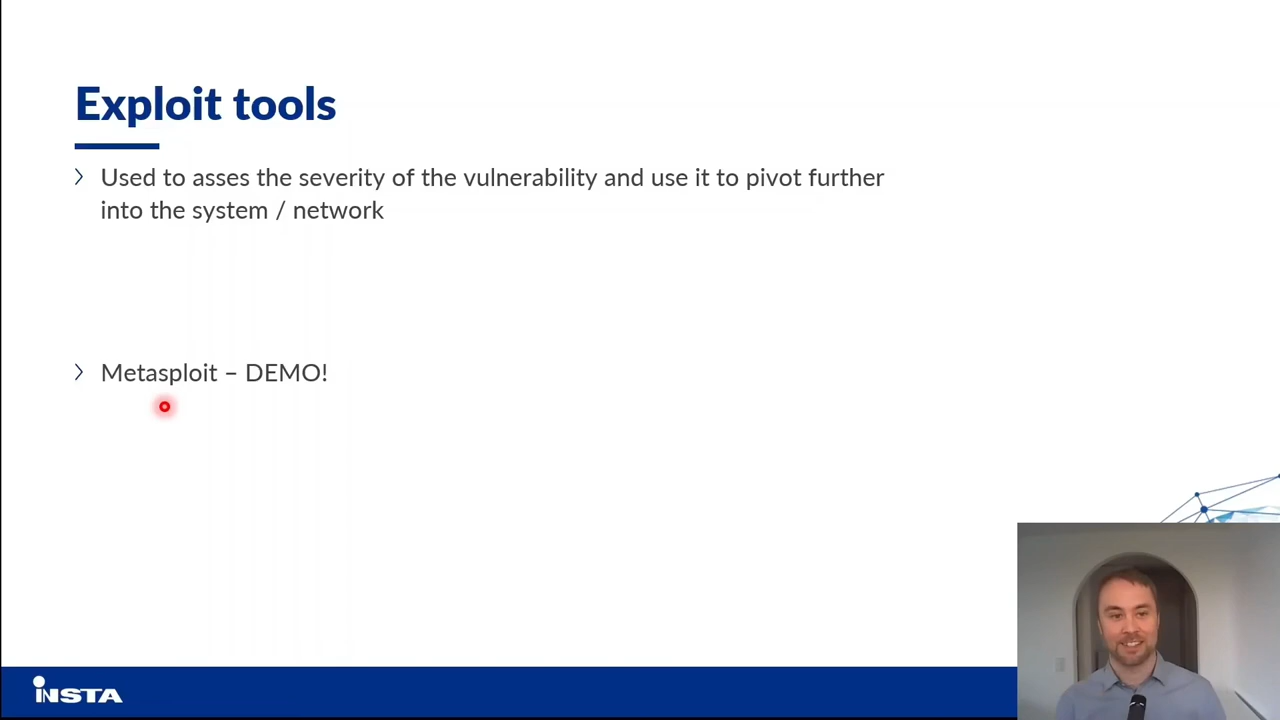 Exploit tools
Used to asses the severity of the vulnerability and use it to pivot further
into the system / network
Metasploit – DEMO!
INSTA